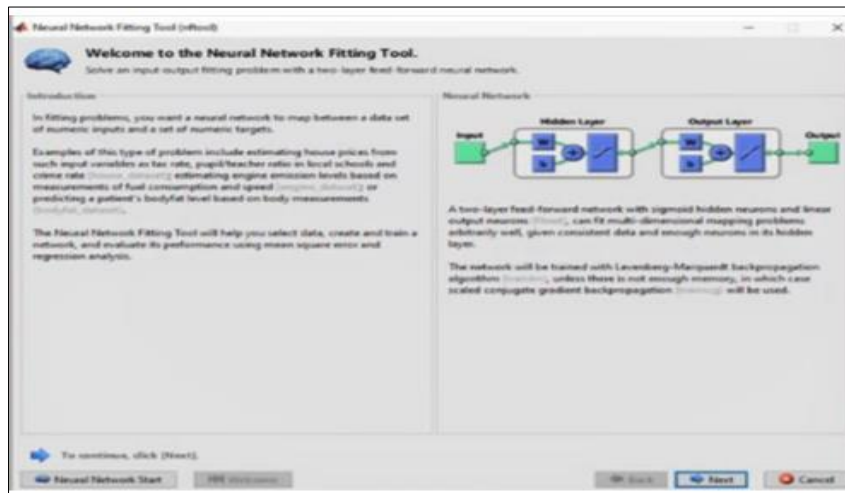 Neural Network Fitting Tool (nftool)
Welcome to the Neural Network Fitting Tool.
Solve an input-output fitting problem with a two-layer feed-forward neural network.
Introduction
In fitting problems, you want a neural network to map between a data set
of numeric inputs and a set of numeric targets.
Examples of this type of problem include estimating house prices from
such input variables as tax rate, pupil/teacher ratio in local schools and
crime rate (house_dataset); estimating engine emission levels based on
measurements of fuel consumption and speed (engine_dataset); or
predicting a patient's bodyfat level based on body measurements
(bodyfat_dataset).
The Neural Network Fitting Tool will help you select data, create and train a
network, and evaluate its performance using mean square error and
regression analysis.
Neural Network
Hidden Layer
Output Layer
Input
W
b
+
W
b
+
Output
A two-layer feed-forward network with sigmoid hidden neurons and linear
output neurons (fitnet), can fit multi-dimensional mapping problems
arbitrarily well, given consistent data and enough neurons in its hidden
layer.
The network will be trained with Levenberg-Marquardt backpropagation
algorithm (trainlm), unless there is not enough memory, in which case
scaled conjugate gradient backpropagation (trainscg) will be used.
To continue, click [Next].
Neural Network Start
Welcome
Back
Next
Cancel